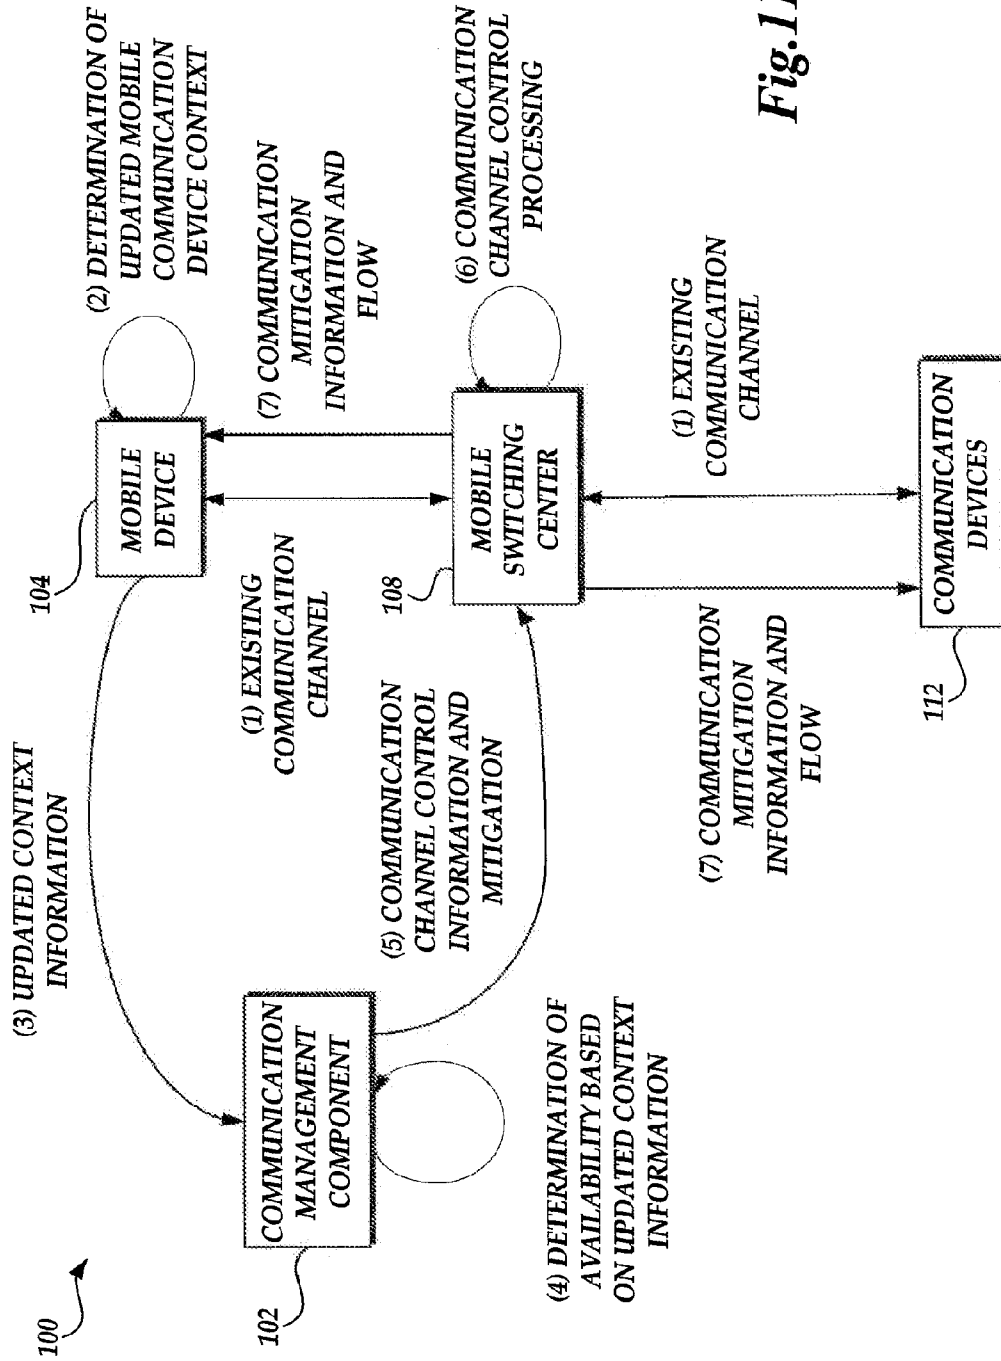 100
(3) UPDATED CONTEXT
INFORMATION
104
(2) DETERMINATION OF
UPDATED MOBILE
COMMUNICATION
DEVICE CONTEXT
MOBILE
DEVICE
102
COMMUNICATION
MANAGEMENT
COMPONENT
(1) EXISTING
COMMUNICATION
CHANNEL
(7) COMMUNICATION
MITIGATION
INFORMATION AND
FLOW
(5) COMMUNICATION
CHANNEL CONTROL
INFORMATION AND
MITIGATION
108
MOBILE
SWITCHING
CENTER
(6) COMMUNICATION
CHANNEL CONTROL
PROCESSING
(4) DETERMINATION OF
AVAILABILITY BASED
ON UPDATED CONTEXT
INFORMATION
(7) COMMUNICATION
MITIGATION
INFORMATION AND
FLOW
(1) EXISTING
COMMUNICATION
CHANNEL
112
COMMUNICATION
DEVICES
Fig.11